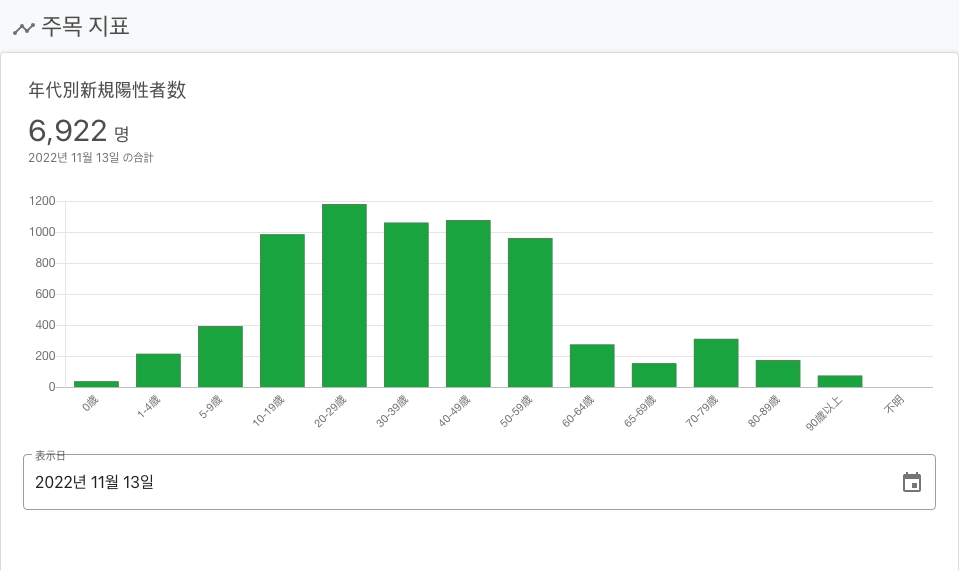 주목 지표
年代別新規陽性者数
6,922 명
2022년 11월 13일 の合計
1200
1000
800
600
400
200
0
0歳 1-4歳 5-9歳 10-19歳 20-29歳 30-39歳 40-49歳 50-59歳 60-64歳 65-69歳 70-79歳 80-89歳 90歳以上 不明
表示日
2022년 11월 13일